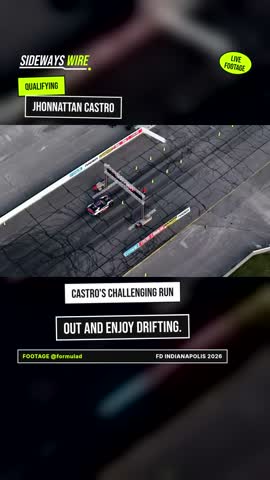 SIDEWAYS WIRE.
LIVE
FOOTAGE
QUALIFYING
JHONNATTAN CASTRO
CASTRO'S CHALLENGING RUN
OUT AND ENJOY DRIFTING.
FOOTAGE @formulad
FD INDIANAPOLIS 2026